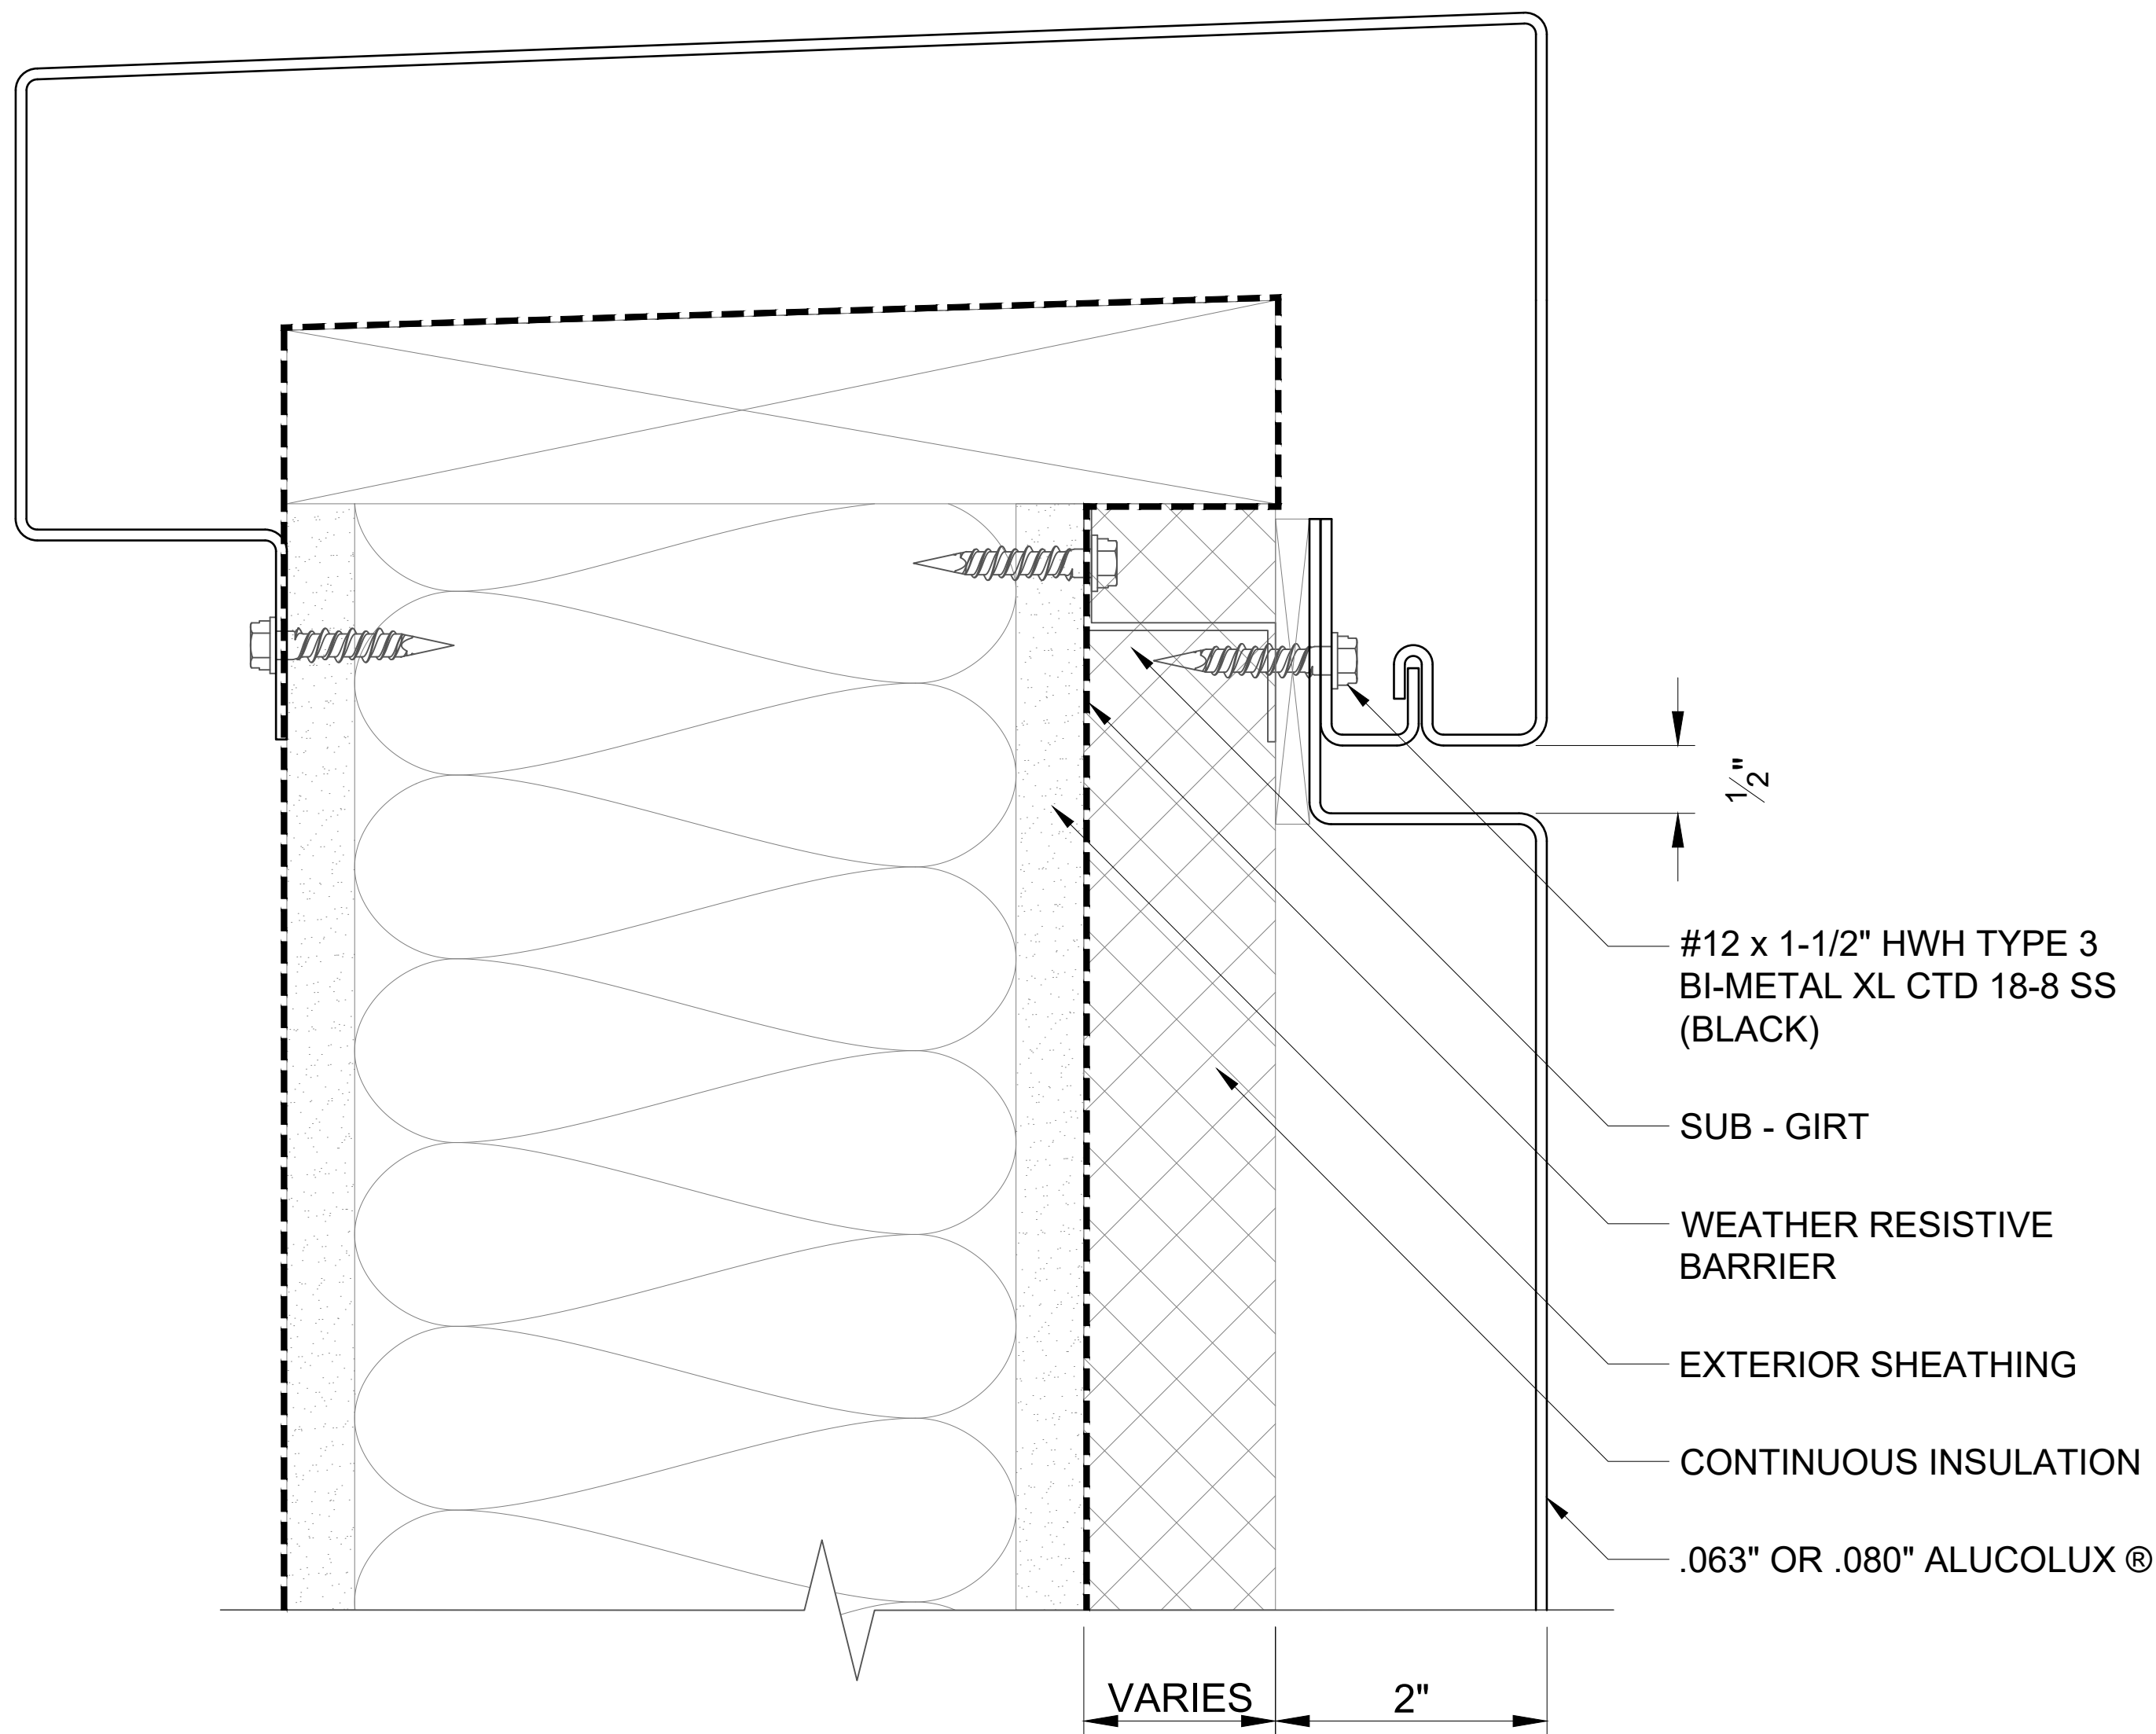 1/2"
#12 x 1-1/2" HWH TYPE 3
BI-METAL XL CTD 18-8 SS
(BLACK)
SUB - GIRT
WEATHER RESISTIVE
BARRIER
EXTERIOR SHEATHING
CONTINUOUS INSULATION
.063" OR .080" ALUCOLUX ®
VARIES
2"